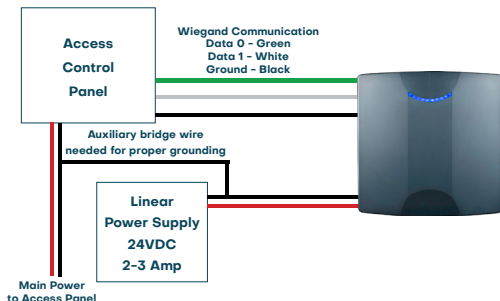 Access
Control
Panel
Wiegand Communication
Data 0 - Green
Data 1 - White
Ground - Black
Auxiliary bridge wire
needed for proper grounding
Linear
Power Supply
24VDC
2-3 Amp
Main Power
to Access Panel